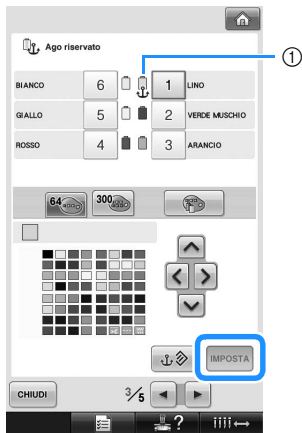 Ago riservato
①
BIANCO 6 1 LINO
GIALLO 5 2 VERDE MUSCHIO
ROSSO 4 3 ARANCIO
64 300
IMPOSTA
CHIUDI 3/5
?